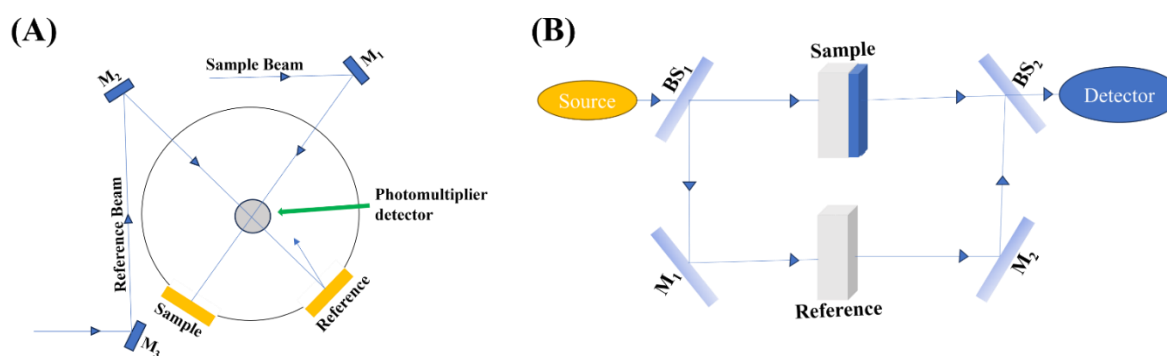 (A)
M₂
Sample Beam
M₁
Reference Beam
Photomultiplier
detector
Sample
Reference
M₃
(B)
Source
BS₁
Sample
BS₂
Detector
M₁
Reference
M₂